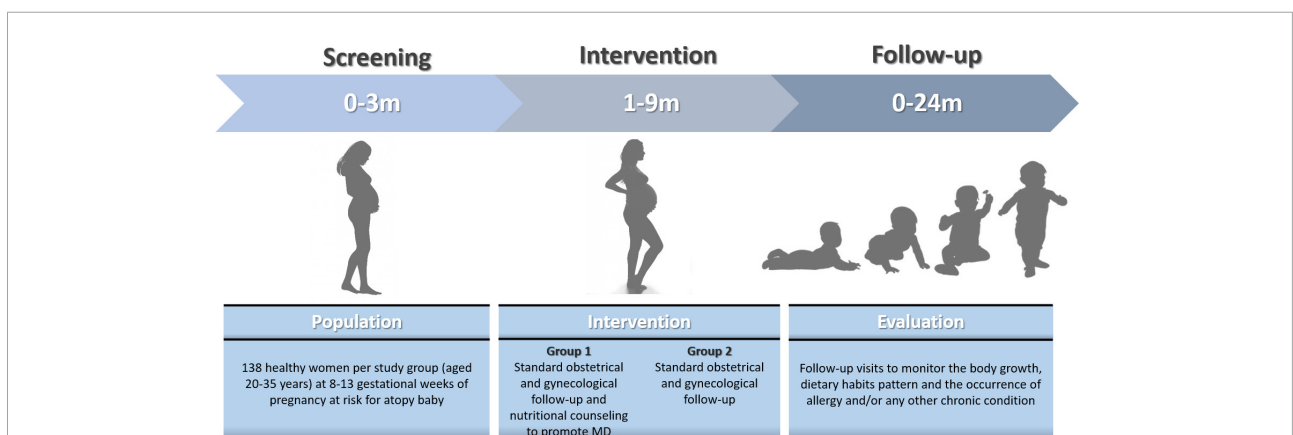 Screening
Intervention
Follow-up
0-3m
1-9m
0-24m
Population
138 healthy women per study group (aged
20-35 years) at 8-13 gestational weeks of
pregnancy at risk for atopy baby
Intervention
Group 1
Standard obstetrical
and gynecological
follow-up and
nutritional counseling
to promote MD
Group 2
Standard obstetrical
and gynecological
follow-up
Evaluation
Follow-up visits to monitor the body growth,
dietary habits pattern and the occurrence of
allergy and/or any other chronic condition